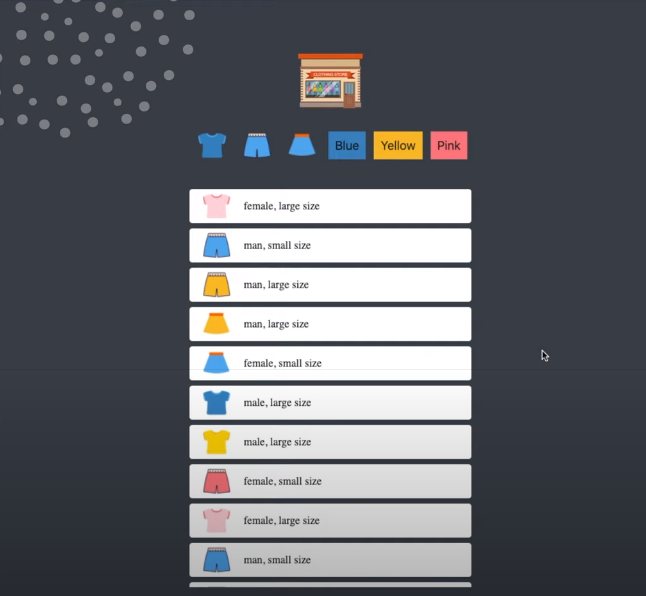 CLOTHING STORE
Blue Yellow Pink
female, large size
man, small size
man, large size
man, large size
female, small size
male, large size
male, large size
female, small size
female, large size
man, small size